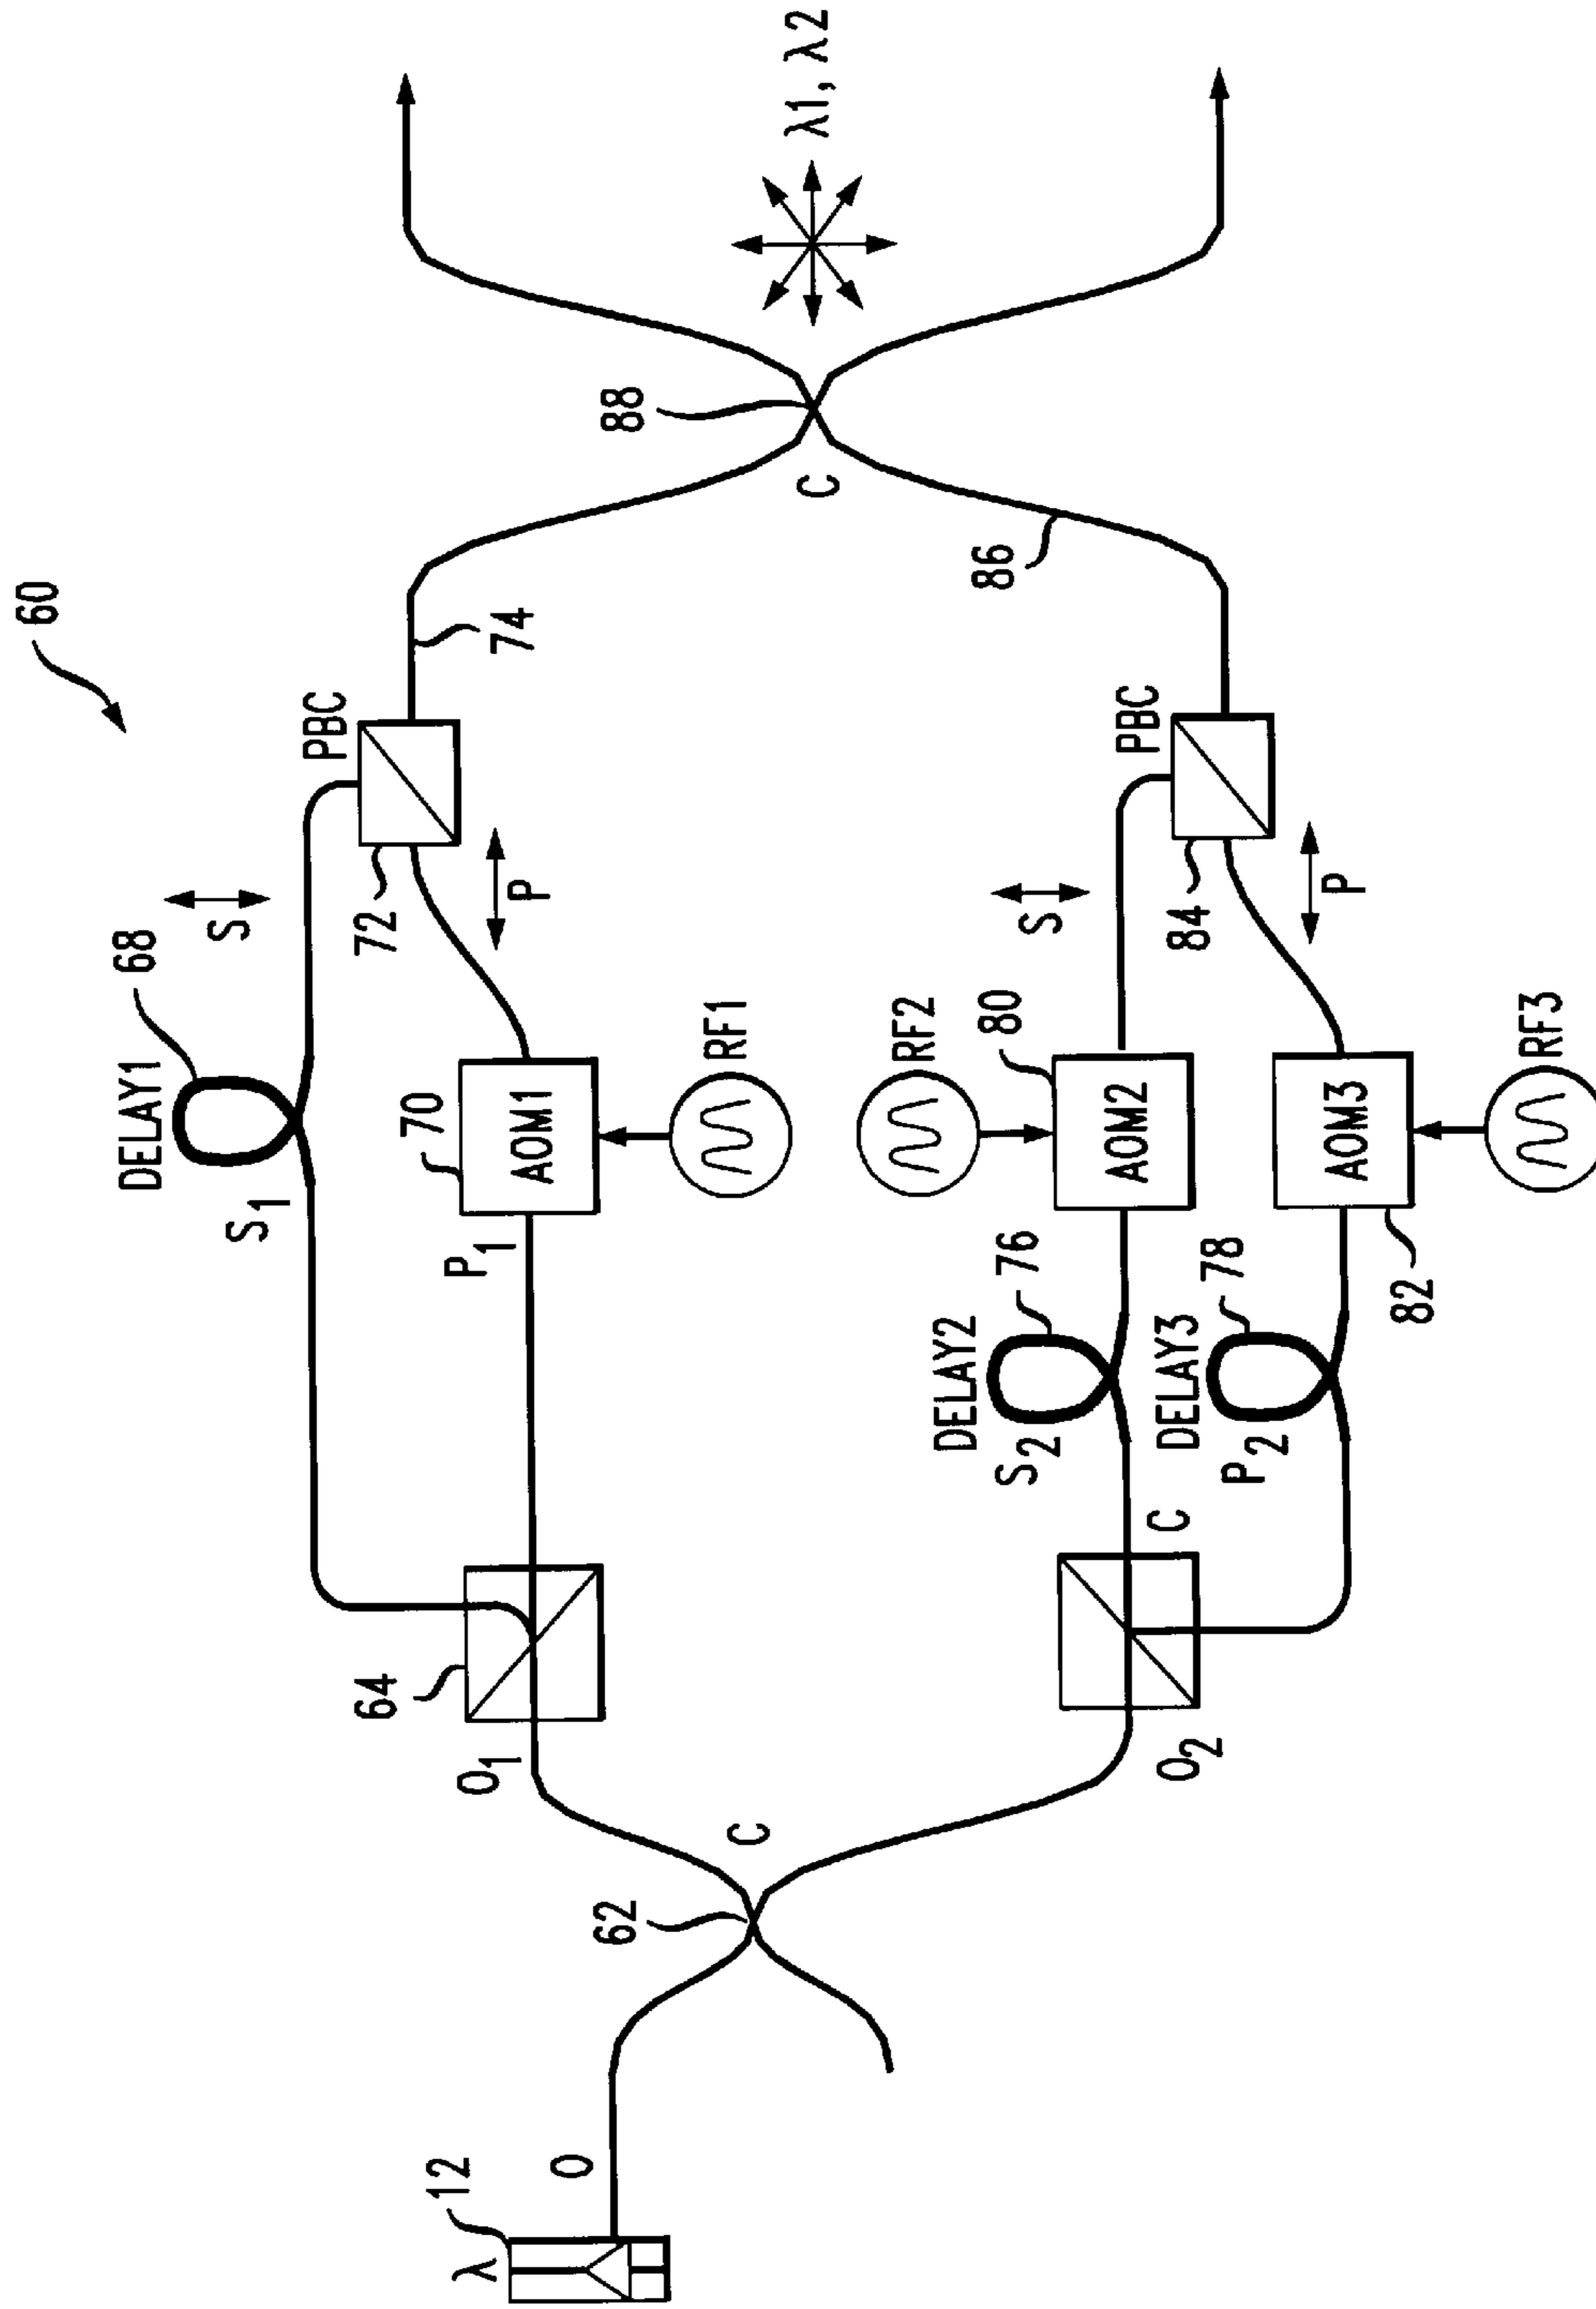 60
λ
12
O
62
C
O₁
64
S₁
DELAY1
68
S
P₁
70
AOM1
RF1
P
72
PBC
74
O₂
C
DELAY2
S₂
76
DELAY3
P₂
78
RF2
80
AOM2
AOM3
82
RF3
S
P
84
PBC
86
C
88
λ1, λ2